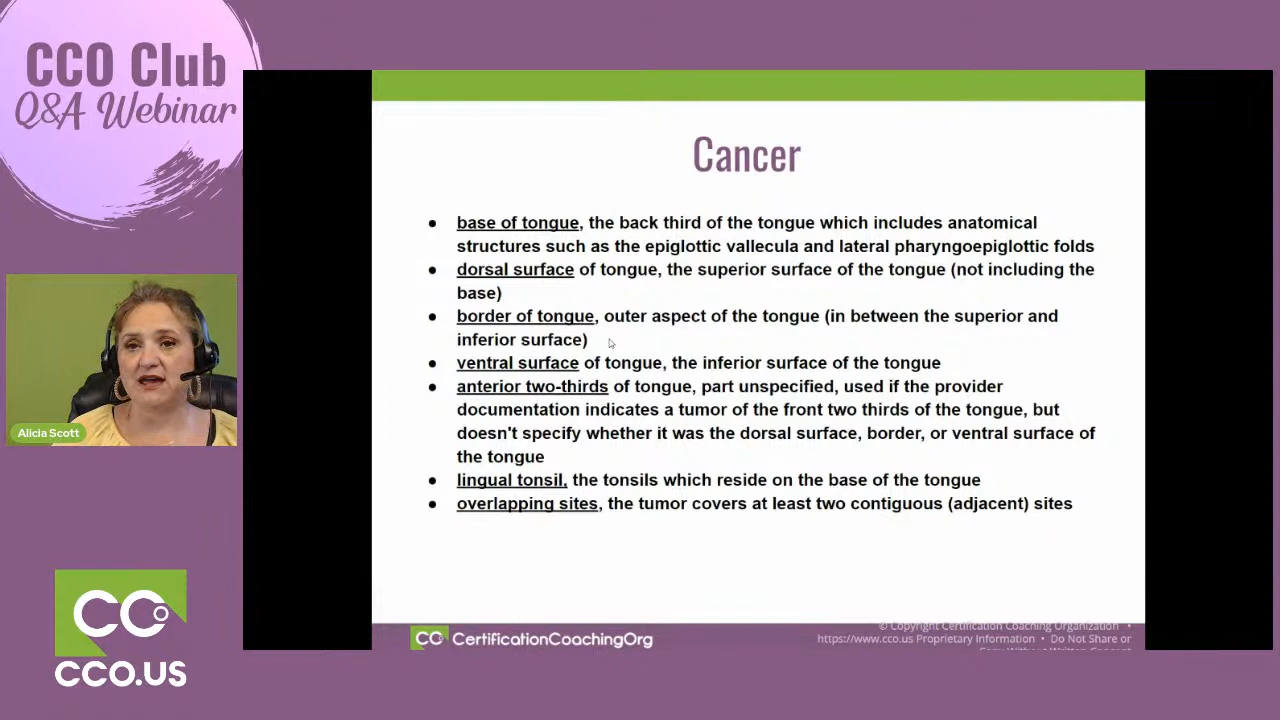 CCO Club
Q&A Webinar
Cancer
● base of tongue, the back third of the tongue which includes anatomical
structures such as the epiglottic vallecula and lateral pharyngoepiglottic folds
● dorsal surface of tongue, the superior surface of the tongue (not including the
base)
● border of tongue, outer aspect of the tongue (in between the superior and
inferior surface)
● ventral surface of tongue, the inferior surface of the tongue
● anterior two-thirds of tongue, part unspecified, used if the provider
documentation indicates a tumor of the front two thirds of the tongue, but
doesn't specify whether it was the dorsal surface, border, or ventral surface of
the tongue
● lingual tonsil, the tonsils which reside on the base of the tongue
● overlapping sites, the tumor covers at least two contiguous (adjacent) sites
Alicia Scott
CCO
CCO.US
CCO CertificationCoachingOrg
© Copyright Certification Coaching Organization •
https://www.cco.us Proprietary Information • Do Not Share or
Copy Without Written Consent